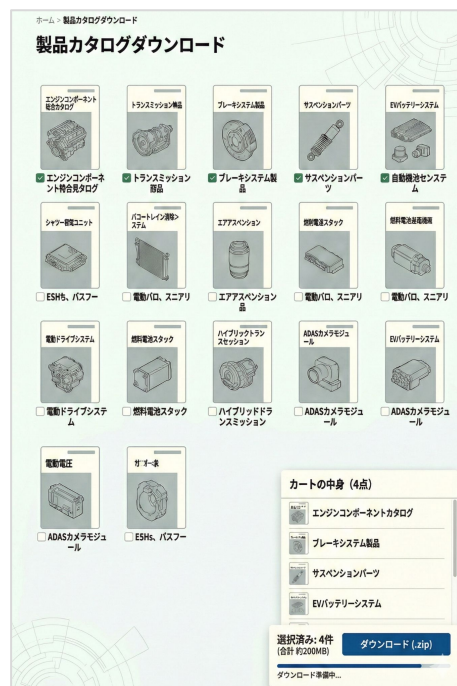 ホーム > 製品カタログダウンロード
製品カタログダウンロード
エンジンコンポーネント
総合カタログ
トランスミッション部品
ブレーキシステム製品
サスペンションパーツ
EVバッテリーシステム
エンジンコンポーネ
ント
カタログ
トランスミッション
部品
ブレーキシステム製
品
サスペンションパー
ツ
自動機池センステ
ム
シャツー
ユニット
バコートレイン
ステム
エアアスペンション
スタック
燃料電池
ESHち、パスフー
電動バロ、スニアリ
エアアスペンション
品
電動バロ、スニアリ
電動バロ、スニアリ
電動ドライブシステム
燃料電池スタック
ハイブリックトラン
スセッション
ADASカメラモジュ
ール
EVバッテリーシステム
電動ドライブシステ
ム
燃料電池スタック
ハイブリッドドラ
ンスミッション
ADASカメラモジュ
ール
ADASカメラモジュ
ール
電動電圧
ADASカメラモジュ
ール
ESHs、パスフー
カートの中身（4点）
エンジンコンポーネントカタログ
ブレーキシステム製品
サスペンションパーツ
EVバッテリーシステム
選択済み: 4件
(合計 約200MB)
ダウンロード (.zip)
ダウンロード準備中...